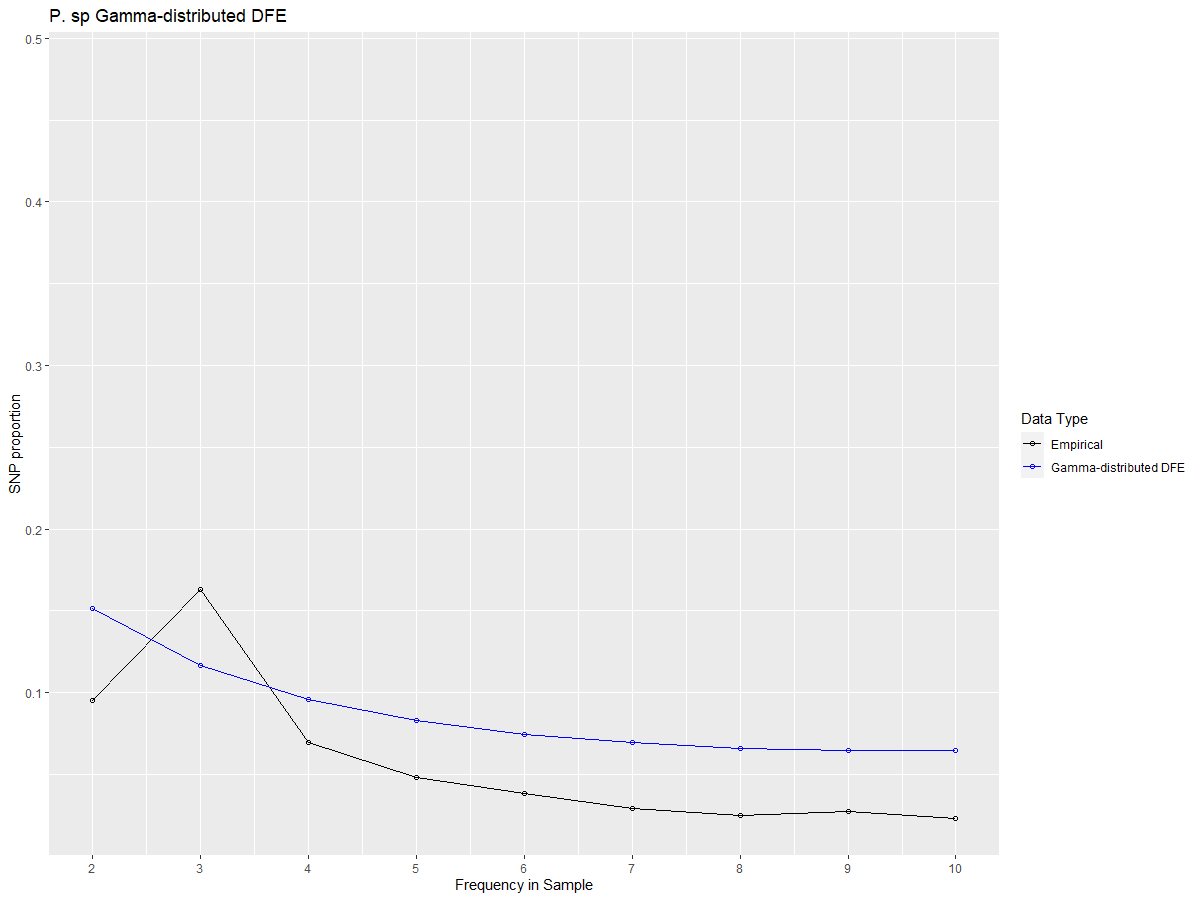 P. sp Gamma-distributed DFE
0.5
0.4
0.3
0.2
0.1
SNP proportion
2 3 4 5 6 7 8 9 10
Frequency in Sample
Data Type
Empirical
Gamma-distributed DFE